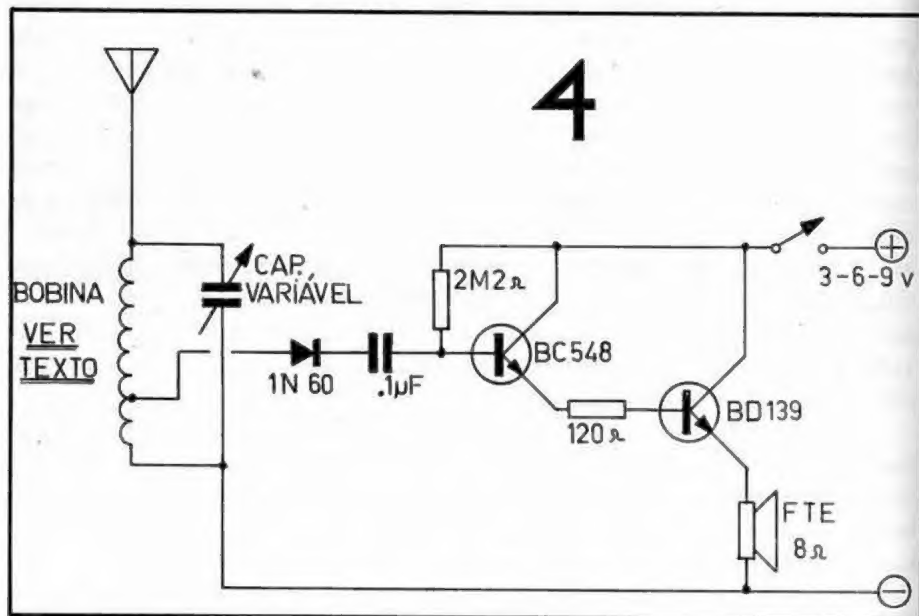 4
BOBINA
VER
TEXTO
CAP.
VARIÁVEL
1N 60
.1µF
2M2Ω
BC548
120Ω
BD139
+
3-6-9 v
FTE
8Ω
−